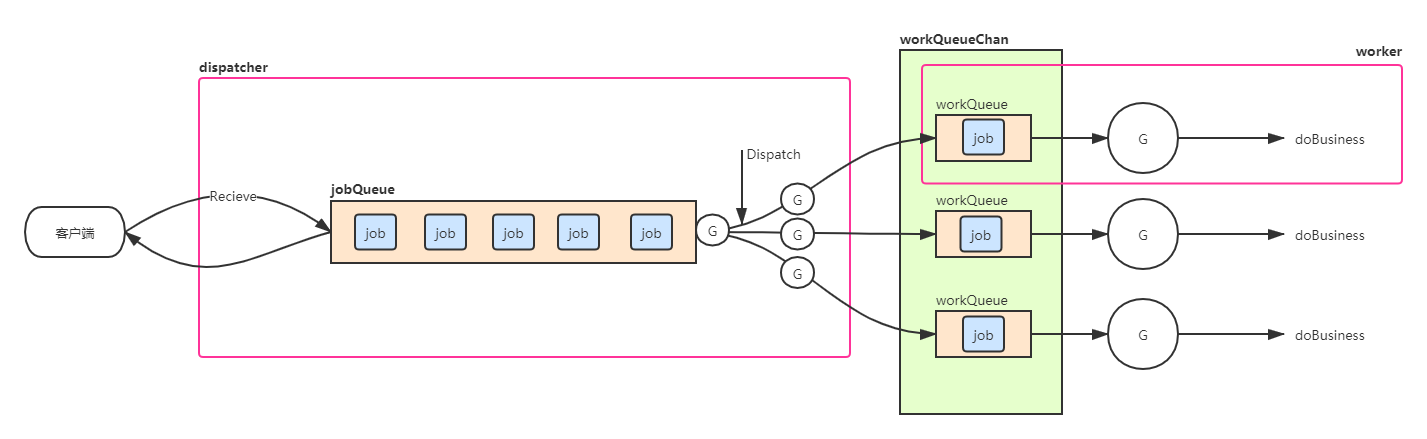 workQueueChan
worker
dispatcher
workQueue
job
G
doBusiness
Dispatch
Recieve
jobQueue
客户端
job
job
job
job
job
G
G
G
G
workQueue
job
G
doBusiness
workQueue
job
G
doBusiness